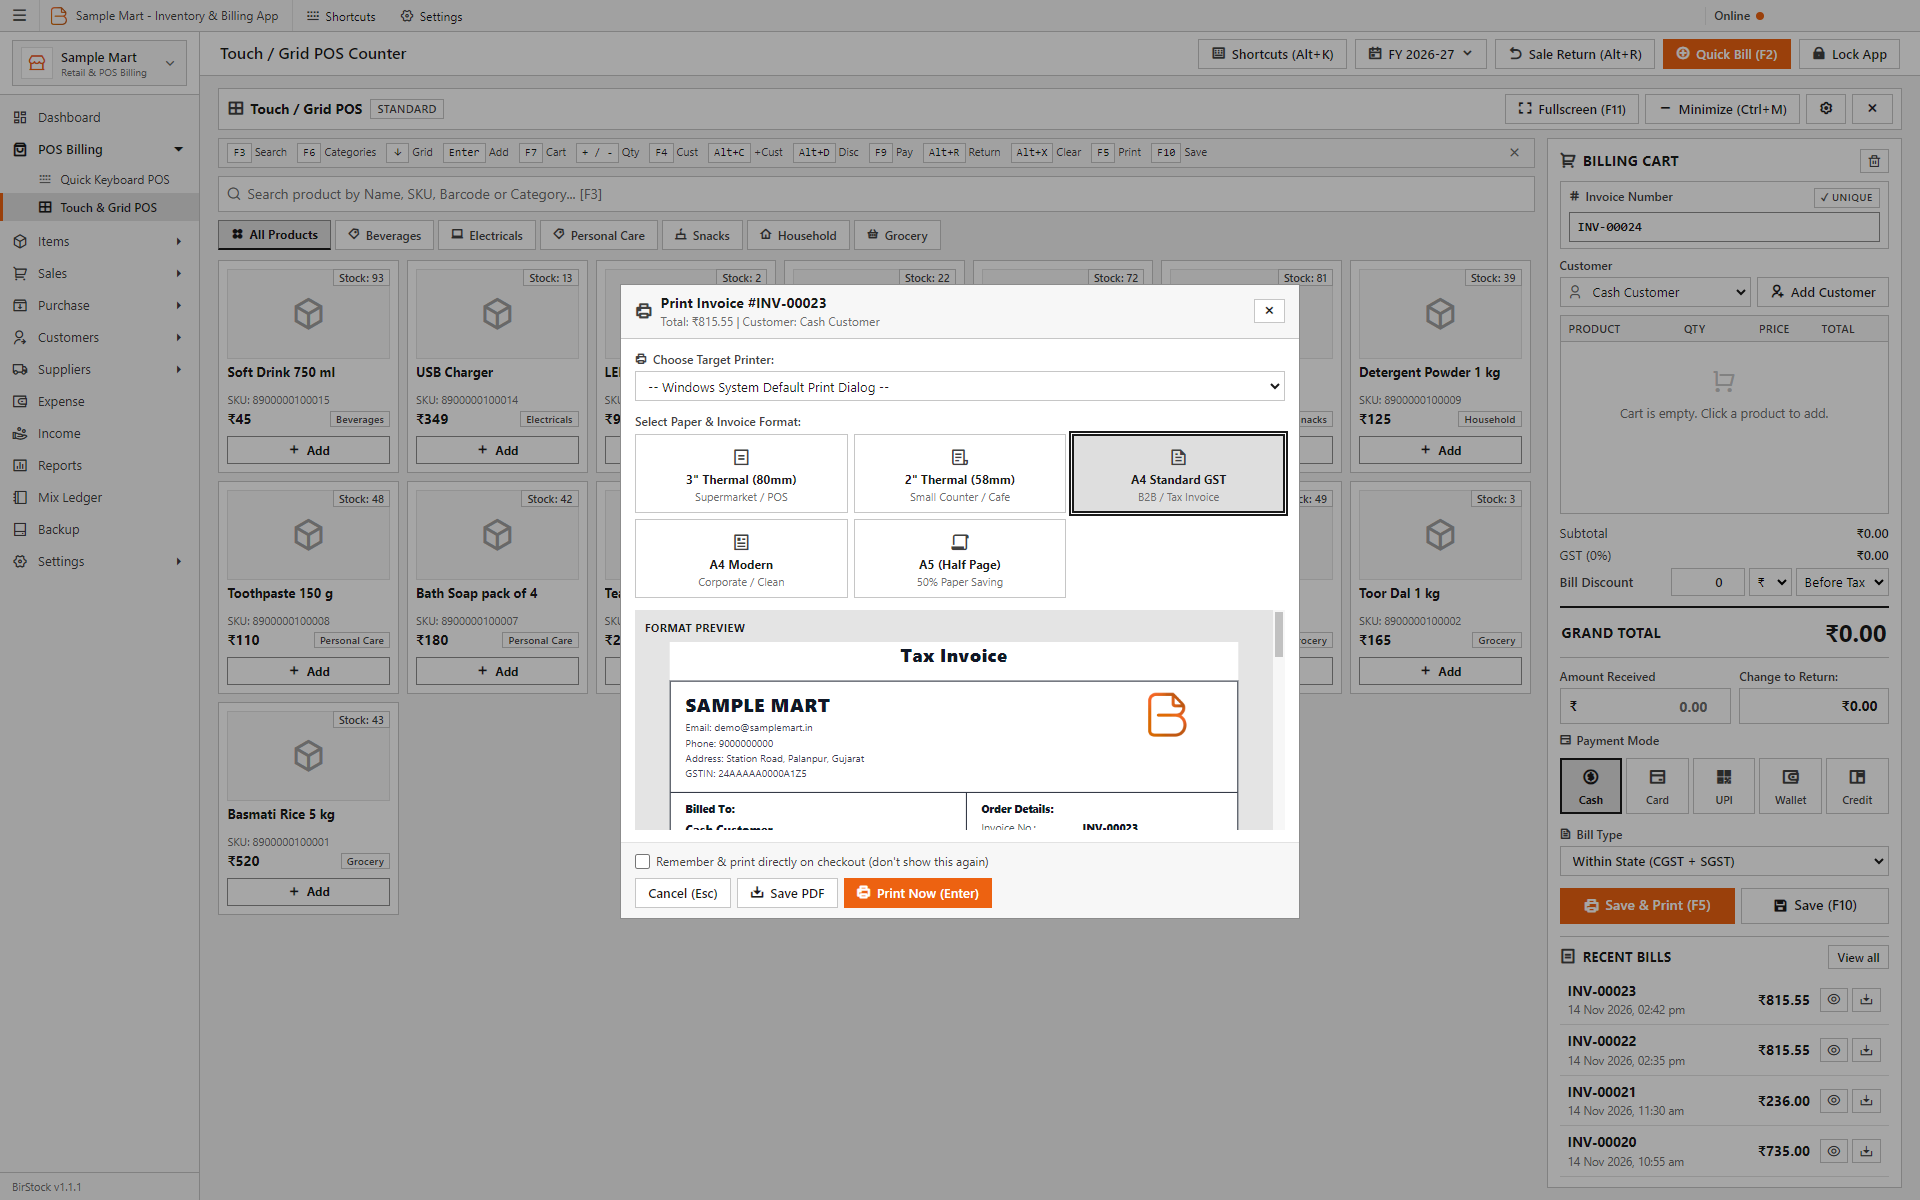 Sample Mart - Inventory & Billing App
Shortcuts
Settings
Online
Sample Mart
Retail & POS Billing
Touch / Grid POS Counter
Shortcuts (Alt+K)
FY 2026-27
Sale Return (Alt+R)
Quick Bill (F2)
Lock App
Dashboard
POS Billing
Quick Keyboard POS
Touch & Grid POS
Items
Sales
Purchase
Customers
Suppliers
Expense
Income
Reports
Mix Ledger
Backup
Settings
BirStock v1.1.1
Touch / Grid POS STANDARD
Fullscreen (F11)
Minimize (Ctrl+M)
F3 Search F6 Categories ↓ Grid Enter Add F7 Cart + / - Qty F4 Cust Alt+C +Cust Alt+D Disc F9 Pay Alt+R Return Alt+X Clear F5 Print F10 Save
Search product by Name, SKU, Barcode or Category... [F3]
All Products
Beverages
Electricals
Personal Care
Snacks
Household
Grocery
Stock: 93
Soft Drink 750 ml
SKU: 8900000100015
₹45 Beverages
+ Add
Stock: 13
USB Charger
SKU: 8900000100014
₹349 Electricals
+ Add
Stock: 2
Stock: 22
Stock: 72
Stock: 81
Stock: 39
Detergent Powder 1 kg
SKU: 8900000100009
₹125 Household
+ Add
Stock: 48
Toothpaste 150 g
SKU: 8900000100008
₹110 Personal Care
+ Add
Stock: 42
Bath Soap pack of 4
SKU: 8900000100007
₹180 Personal Care
+ Add
Stock: 3
Toor Dal 1 kg
SKU: 8900000100002
₹165 Grocery
+ Add
Stock: 43
Basmati Rice 5 kg
SKU: 8900000100001
₹520 Grocery
+ Add
Print Invoice #INV-00023
Total: ₹815.55 | Customer: Cash Customer
Choose Target Printer:
-- Windows System Default Print Dialog --
Select Paper & Invoice Format:
3" Thermal (80mm)
Supermarket / POS
2" Thermal (58mm)
Small Counter / Cafe
A4 Standard GST
B2B / Tax Invoice
A4 Modern
Corporate / Clean
A5 (Half Page)
50% Paper Saving
FORMAT PREVIEW
Tax Invoice
SAMPLE MART
Email: demo@samplemart.in
Phone: 9000000000
Address: Station Road, Palanpur, Gujarat
GSTIN: 24AAAAA0000A1Z5
Billed To:
Cash Customer
Order Details:
Invoice No.: INV-00023
Remember & print directly on checkout (don't show this again)
Cancel (Esc)
Save PDF
Print Now (Enter)
BILLING CART
# Invoice Number
✓ UNIQUE
INV-00024
Customer
Cash Customer
Add Customer
PRODUCT QTY PRICE TOTAL
Cart is empty. Click a product to add.
Subtotal ₹0.00
GST (0%) ₹0.00
Bill Discount 0 ₹ Before Tax
GRAND TOTAL ₹0.00
Amount Received
₹ 0.00
Change to Return:
₹0.00
Payment Mode
Cash
Card
UPI
Wallet
Credit
Bill Type
Within State (CGST + SGST)
Save & Print (F5)
Save (F10)
RECENT BILLS
View all
INV-00023
14 Nov 2026, 02:42 pm
₹815.55
INV-00022
14 Nov 2026, 02:35 pm
₹815.55
INV-00021
14 Nov 2026, 11:30 am
₹236.00
INV-00020
14 Nov 2026, 10:55 am
₹735.00